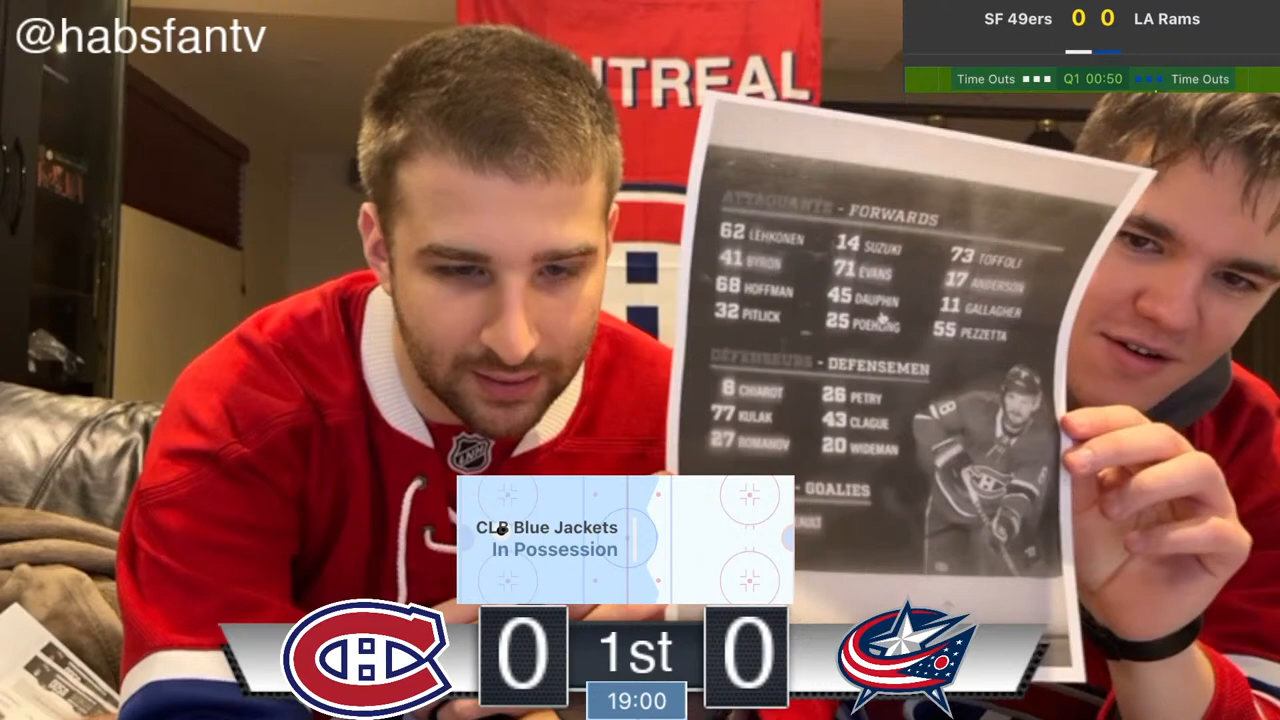 @habsfantv
SF 49ers 0 0 LA Rams
Time Outs Q1 00:50 Time Outs
NTREAL
ATTAQUANTS - FORWARDS
62 LEHKONEN 14 SUZUKI 73 TOFFOLI
41 BYRON 71 EVANS 17 ANDERSON
68 HOFFMAN 45 DAUPHIN 11 GALLAGHER
32 PITLICK 25 POEHLING 55 PEZZETTA
DÉFENSEURS - DEFENSEMEN
8 CHIAROT 26 PETRY
77 KULAK 43 CLAGUE
27 ROMANOV 20 WIDEMAN
- GOALIES
NHL
CLB Blue Jackets
In Possession
0 1st 0
19:00